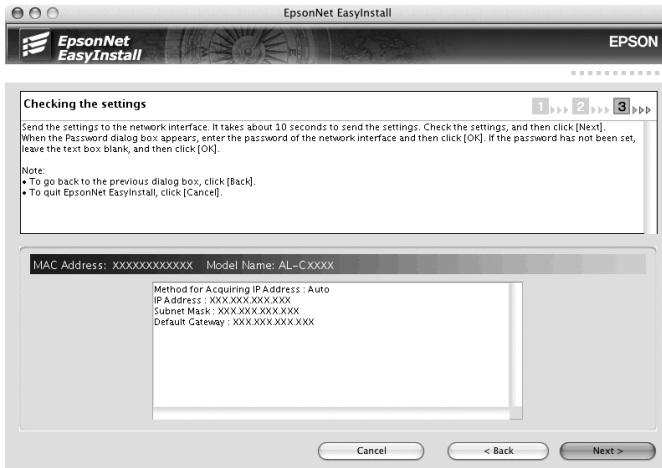 EpsonNet EasyInstall
EpsonNet
EasyInstall
EPSON
Checking the settings
1 2 3
Send the settings to the network interface. It takes about 10 seconds to send the settings. Check the settings, and then click [Next].
When the Password dialog box appears, enter the password of the network interface and then click [OK]. If the password has not been set,
leave the text box blank, and then click [OK].
Note:
• To go back to the previous dialog box, click [Back].
• To quit EpsonNet EasyInstall, click [Cancel].
MAC Address: XXXXXXXXXXXX Model Name: AL-CXXXX
Method for Acquiring IP Address : Auto
IP Address : XXX.XXX.XXX.XXX
Subnet Mask : XXX.XXX.XXX.XXX
Default Gateway : XXX.XXX.XXX.XXX
Cancel < Back Next >